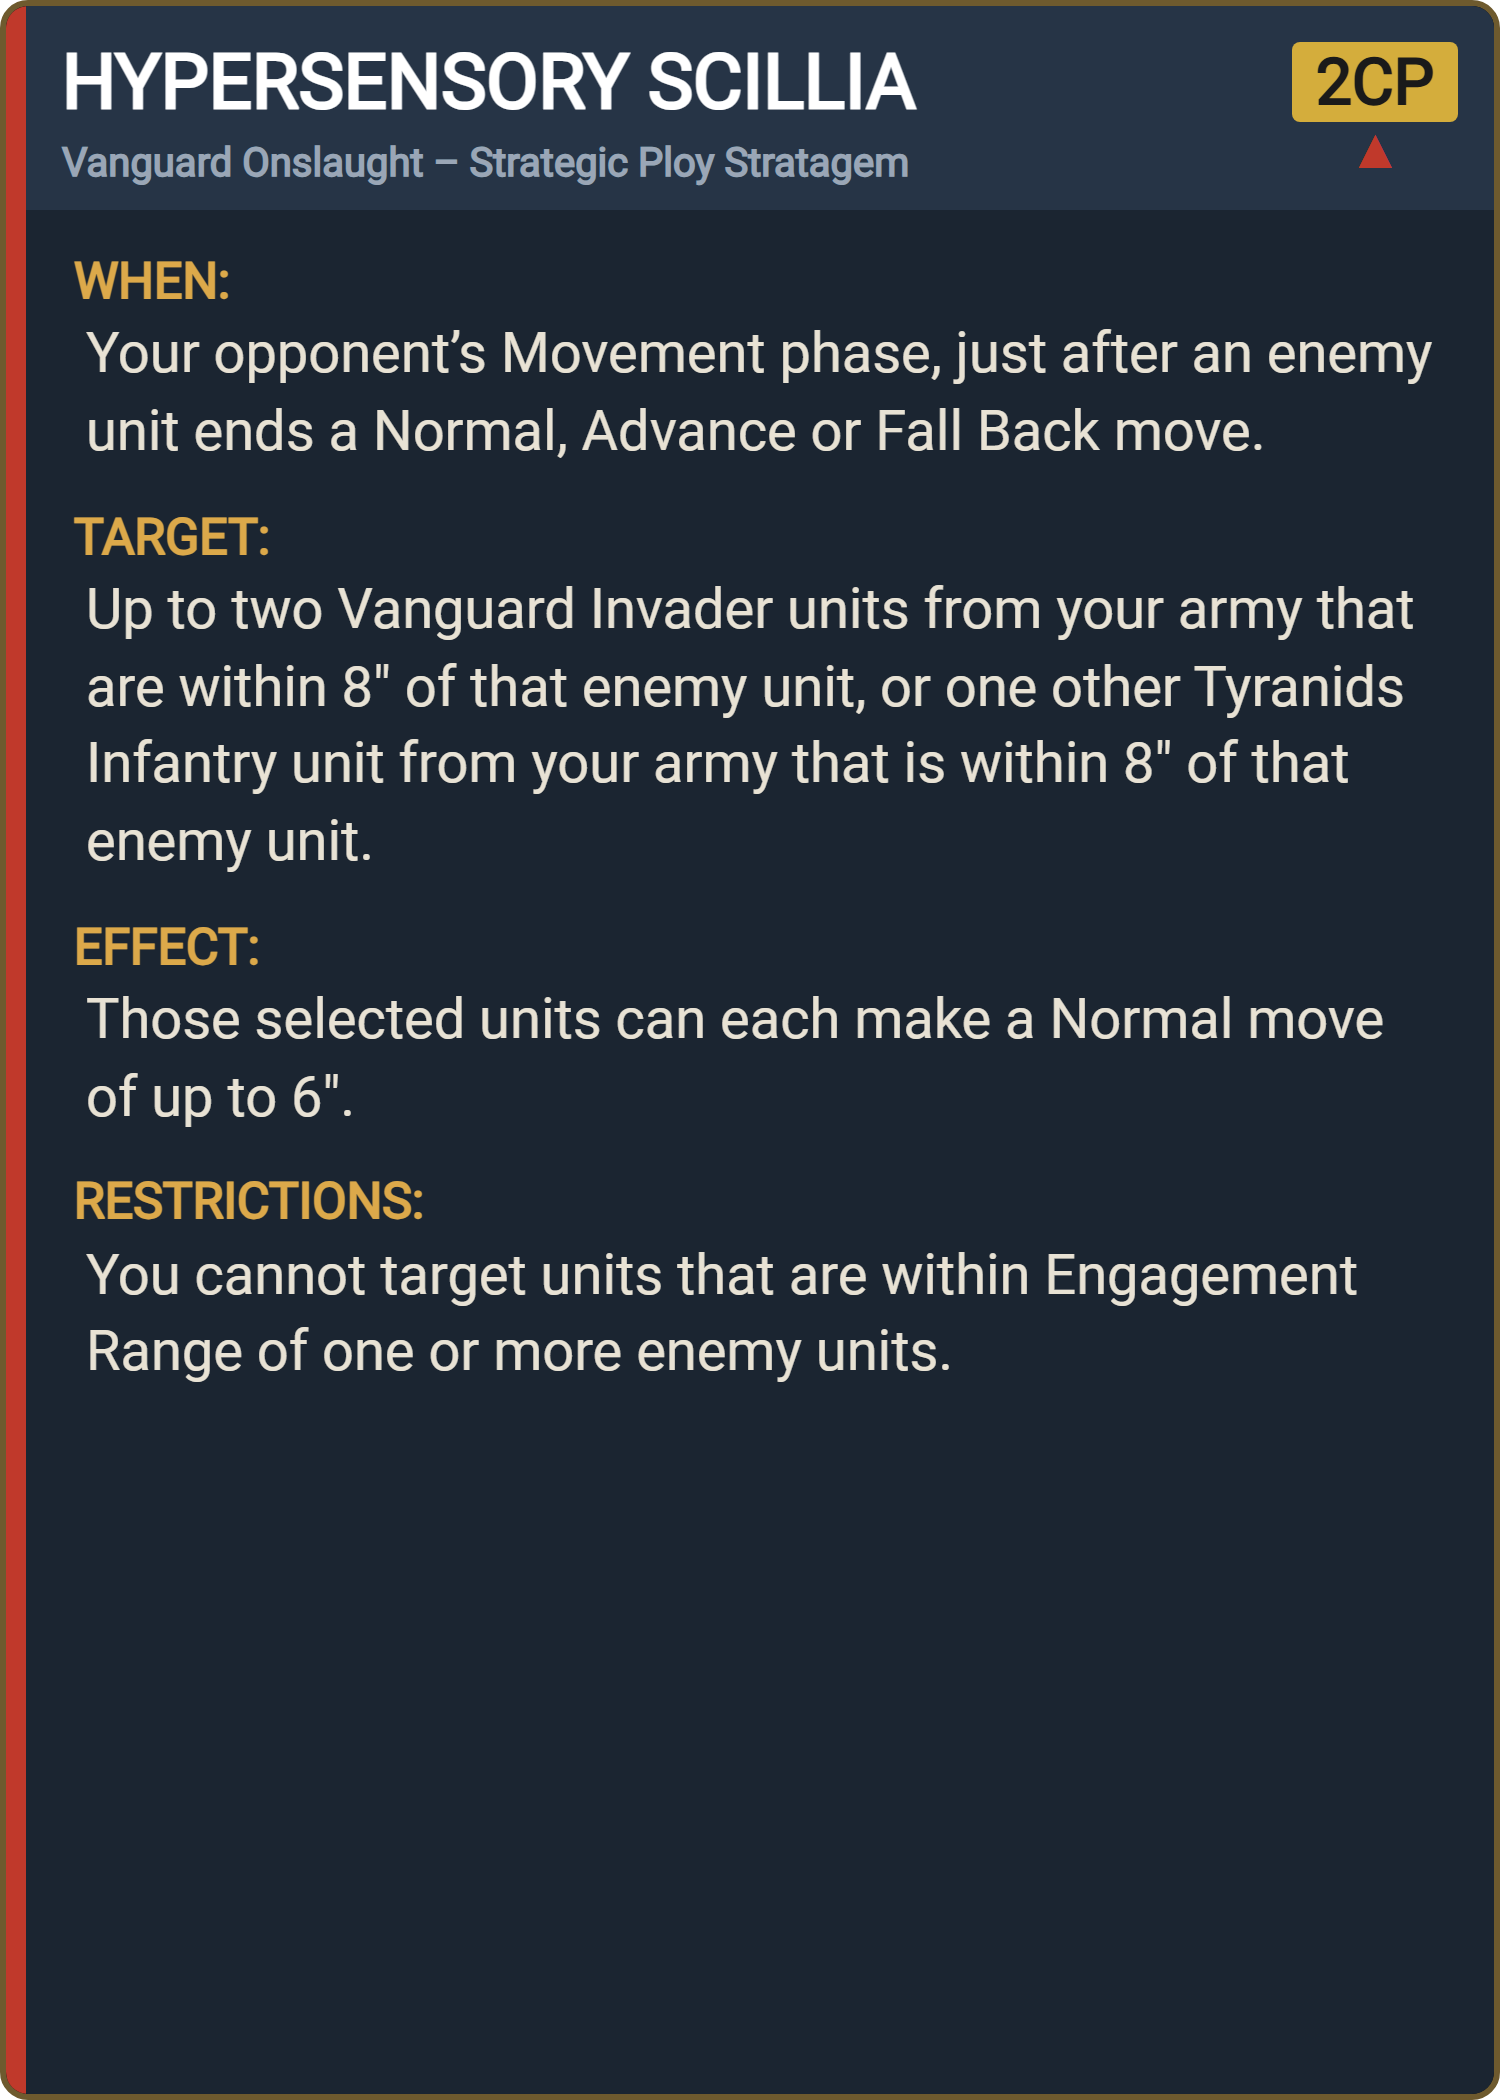 HYPERSENSORY SCILLIA
2CP
Vanguard Onslaught – Strategic Ploy Stratagem
WHEN:
Your opponent’s Movement phase, just after an enemy
unit ends a Normal, Advance or Fall Back move.
TARGET:
Up to two Vanguard Invader units from your army that
are within 8" of that enemy unit, or one other Tyranids
Infantry unit from your army that is within 8" of that
enemy unit.
EFFECT:
Those selected units can each make a Normal move
of up to 6".
RESTRICTIONS:
You cannot target units that are within Engagement
Range of one or more enemy units.